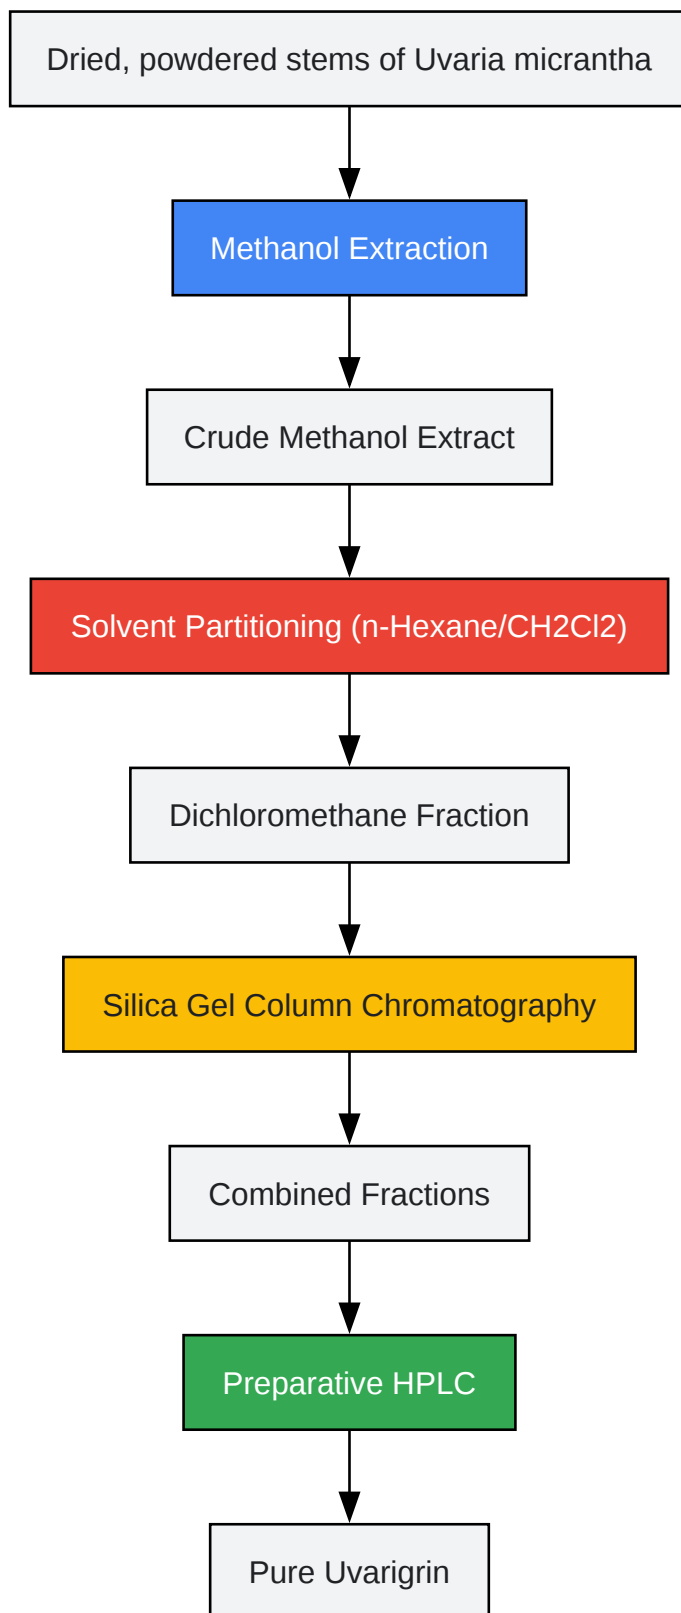 Dried, powdered stems of Uvaria micrantha
Methanol Extraction
Crude Methanol Extract
Solvent Partitioning (n-Hexane/CH2Cl2)
Dichloromethane Fraction
Silica Gel Column Chromatography
Combined Fractions
Preparative HPLC
Pure Uvarigrin